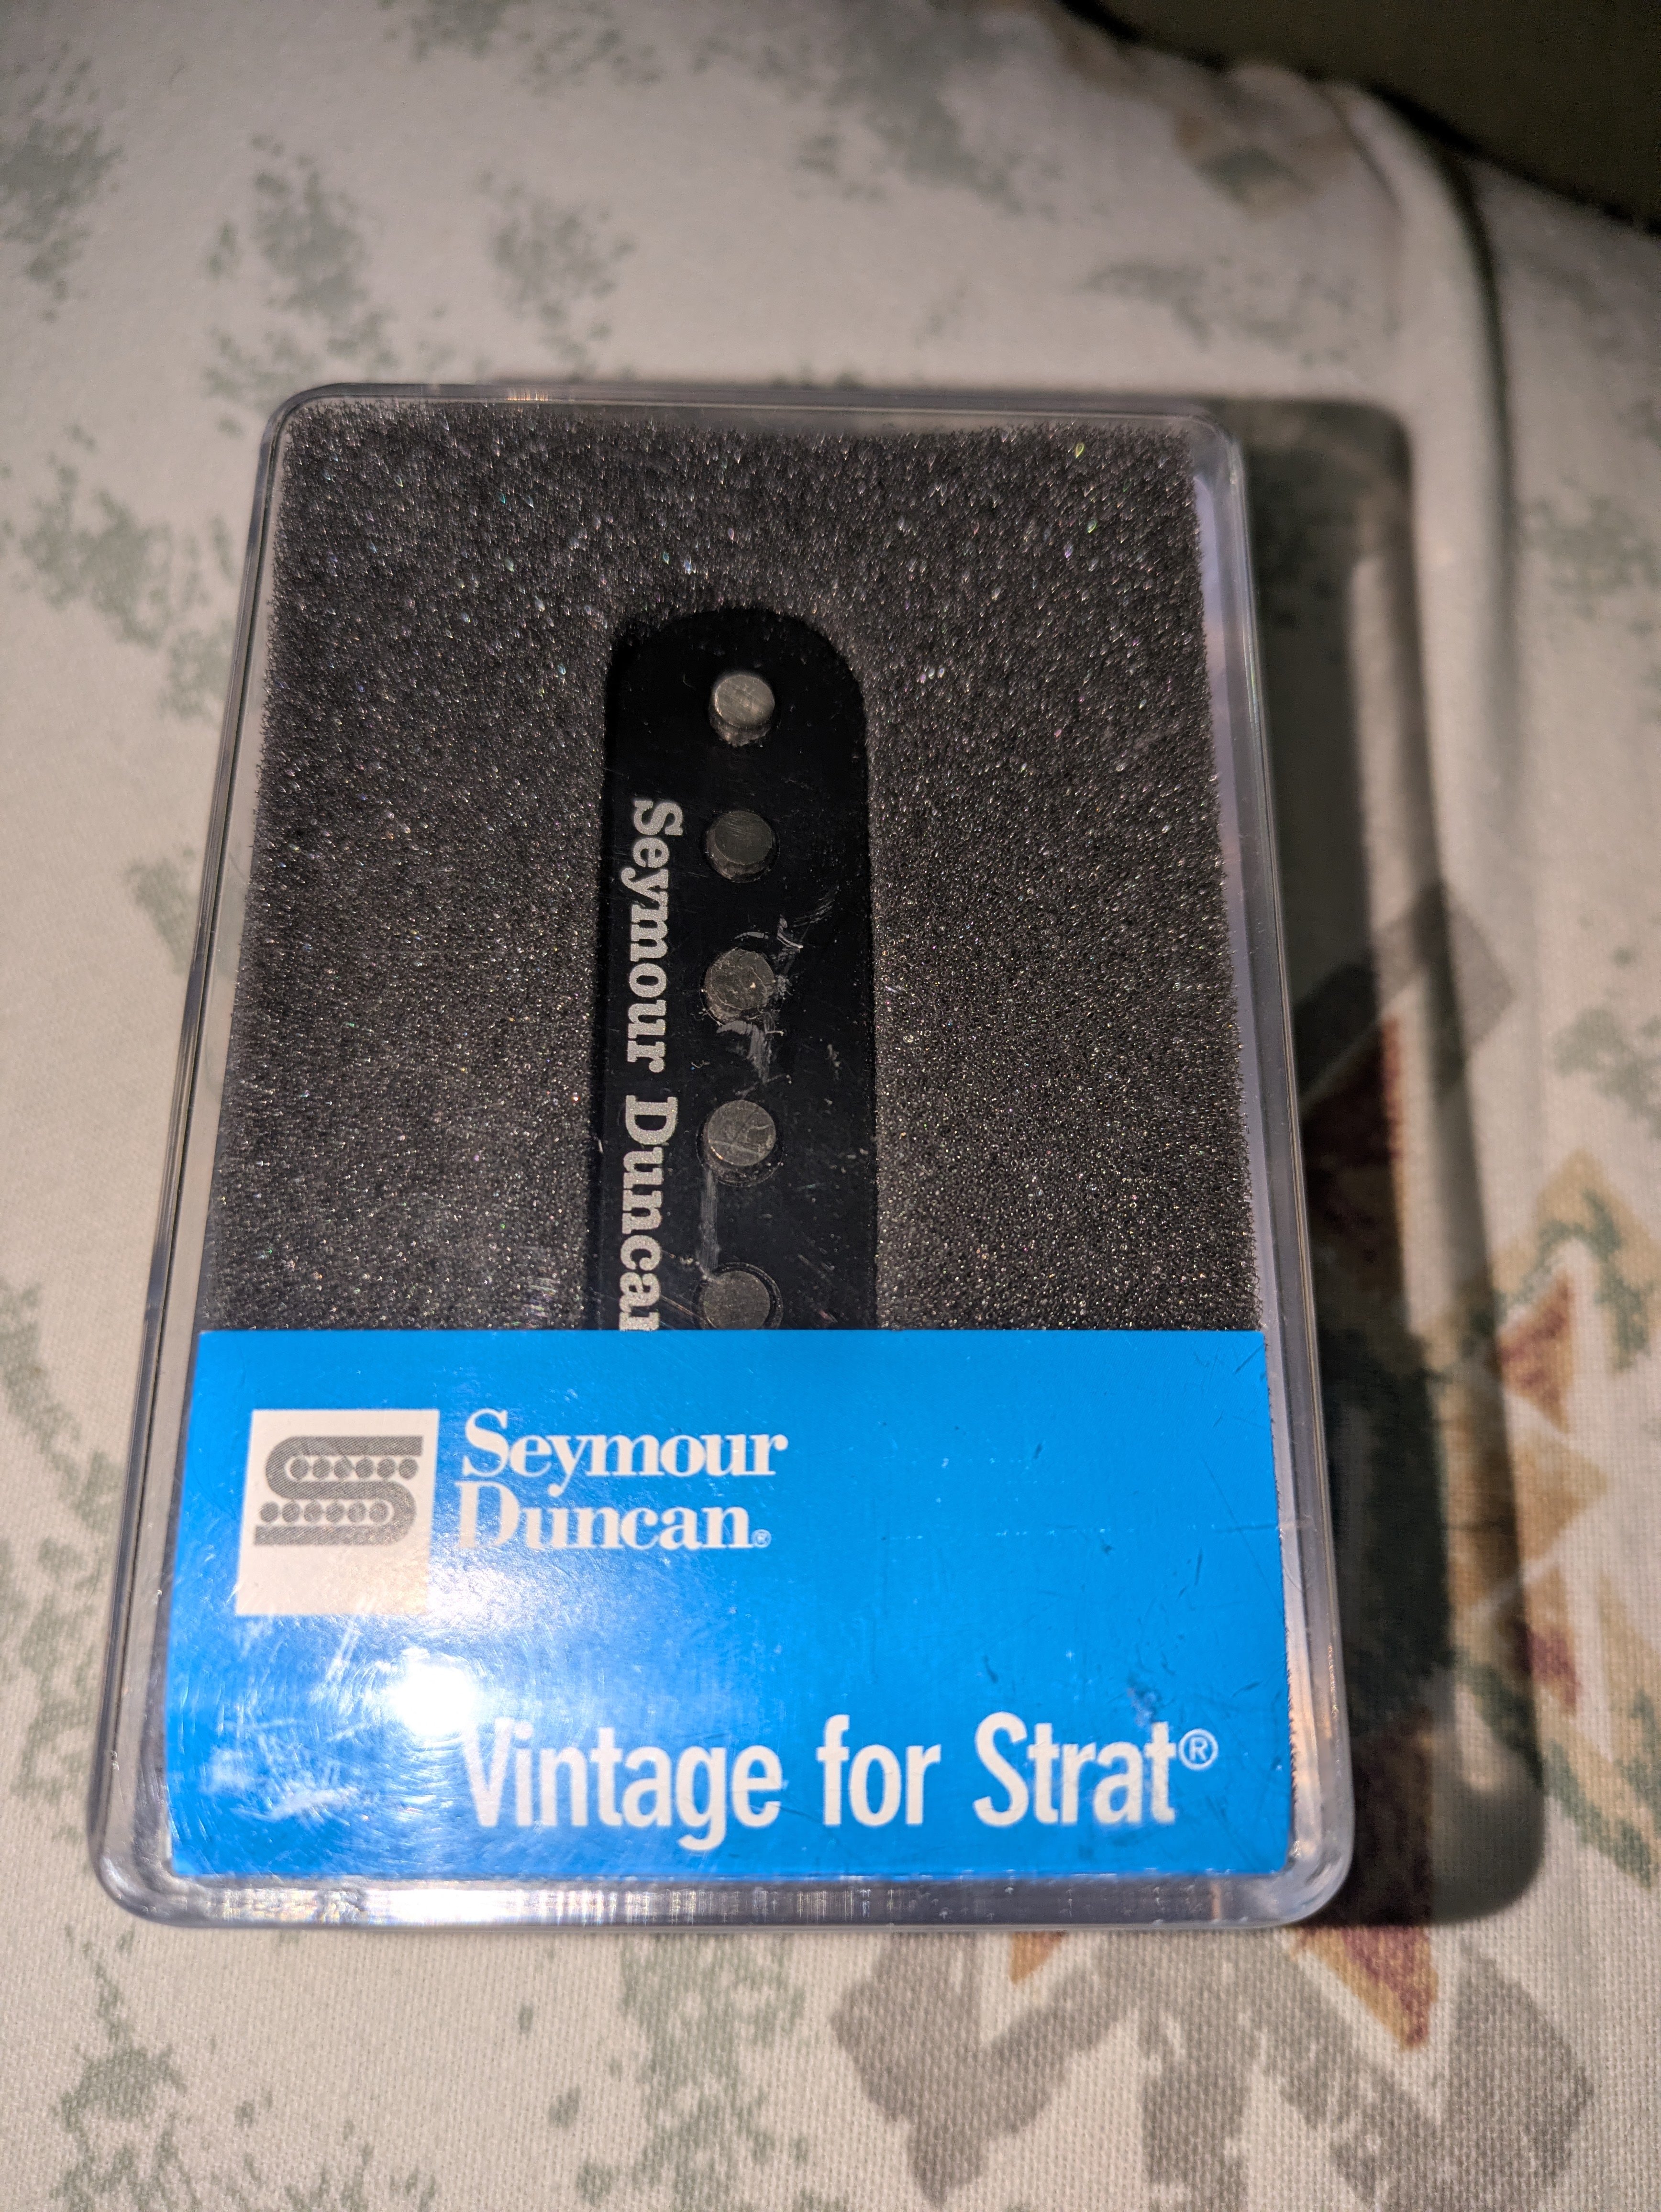 Seymour Duncan
Seymour
Duncan®
Vintage for Strat®